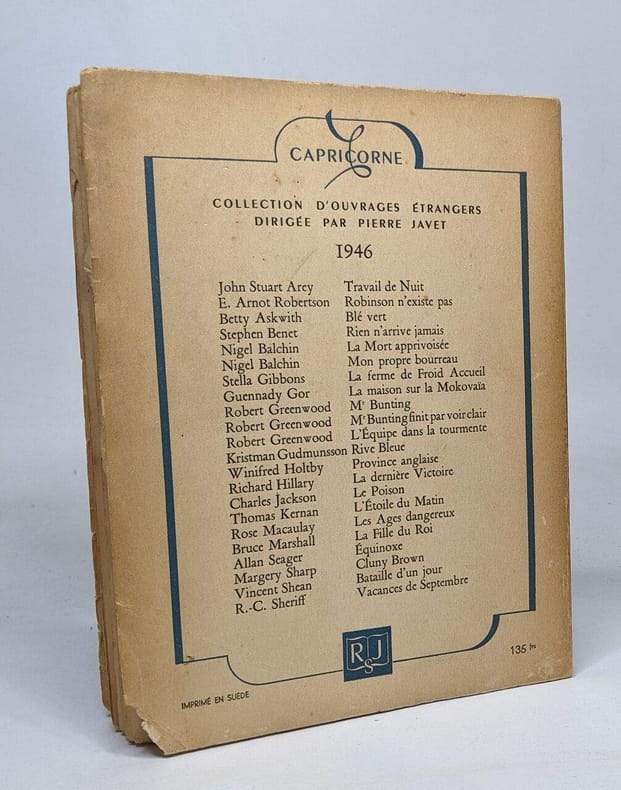 CAPRICORNE
COLLECTION D'OUVRAGES ÉTRANGERS
DIRIGÉE PAR PIERRE JAVET
1946
John Stuart Arey Travail de Nuit
E. Arnot Robertson Robinson n'existe pas
Betty Askwith Blé vert
Stephen Benet Rien n'arrive jamais
Nigel Balchin La Mort apprivoisée
Nigel Balchin Mon propre bourreau
Stella Gibbons La ferme de Froid Accueil
Guennady Gor La maison sur la Mokovaïa
Robert Greenwood Mr Bunting
Robert Greenwood Mr Bunting finit par voir clair
Robert Greenwood L'Équipe dans la tourmente
Kristman Gudmunsson Rive Bleue
Winifred Holtby Province anglaise
Richard Hillary La dernière Victoire
Charles Jackson Le Poison
Thomas Kernan L'Étoile du Matin
Rose Macaulay Les Ages dangereux
Bruce Marshall La Fille du Roi
Allan Seager Équinoxe
Margery Sharp Cluny Brown
Vincent Shean Bataille d'un jour
R.-C. Sheriff Vacances de Septembre
RSJ
135 frs
IMPRIMÉ EN SUÈDE